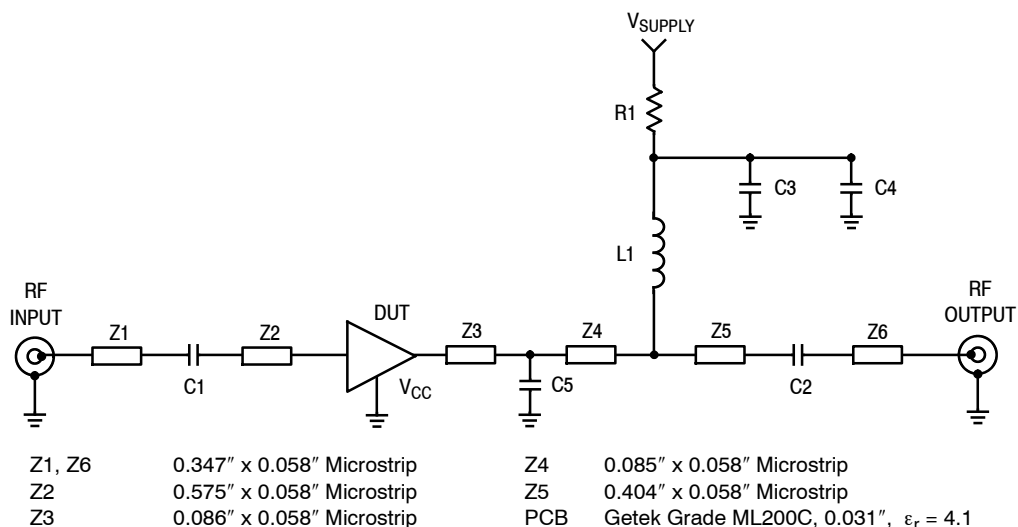 V_SUPPLY
R1
C3
C4
L1
RF
INPUT
DUT
RF
OUTPUT
Z1
Z2
Z3
Z4
Z5
Z6
C1
V_CC
C5
C2
Z1, Z6 0.347″ x 0.058″ Microstrip
Z2 0.575″ x 0.058″ Microstrip
Z3 0.086″ x 0.058″ Microstrip
Z4 0.085″ x 0.058″ Microstrip
Z5 0.404″ x 0.058″ Microstrip
PCB Getek Grade ML200C, 0.031″, εr = 4.1